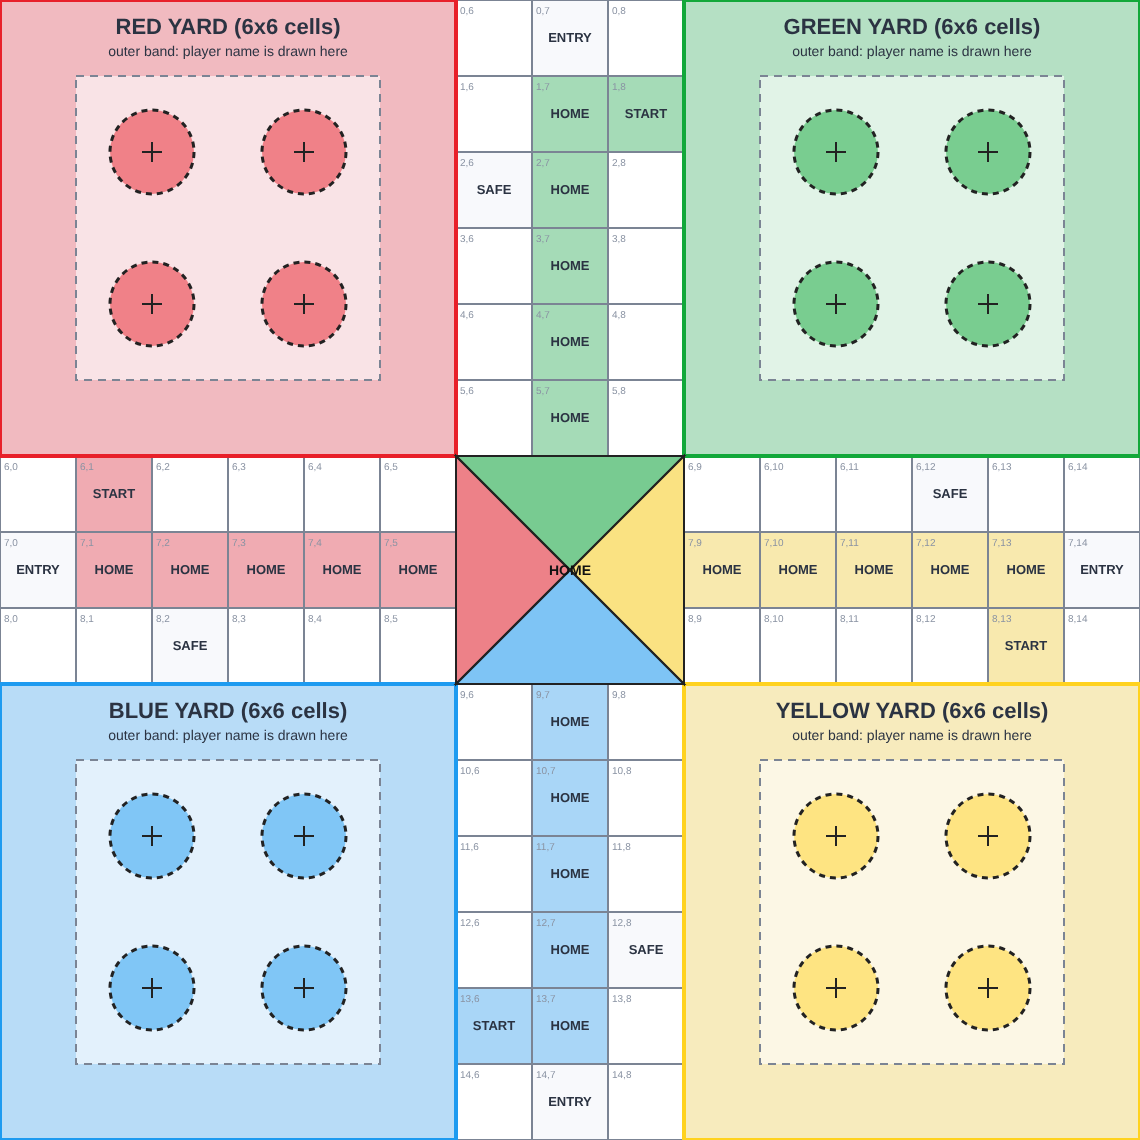 RED YARD (6x6 cells)
outer band: player name is drawn here
0,6 0,7 0,8
ENTRY
GREEN YARD (6x6 cells)
outer band: player name is drawn here
1,6 1,7 1,8
HOME START
2,6 2,7 2,8
SAFE HOME
3,6 3,7 3,8
HOME
4,6 4,7 4,8
HOME
5,6 5,7 5,8
HOME
6,0 6,1 6,2 6,3 6,4 6,5 6,9 6,10 6,11 6,12 6,13 6,14
START SAFE
7,0 7,1 7,2 7,3 7,4 7,5 7,9 7,10 7,11 7,12 7,13 7,14
ENTRY HOME HOME HOME HOME HOME HOME HOME HOME HOME HOME HOME ENTRY
8,0 8,1 8,2 8,3 8,4 8,5 8,9 8,10 8,11 8,12 8,13 8,14
SAFE START
BLUE YARD (6x6 cells)
outer band: player name is drawn here
9,6 9,7 9,8
HOME
YELLOW YARD (6x6 cells)
outer band: player name is drawn here
10,6 10,7 10,8
HOME
11,6 11,7 11,8
HOME
12,6 12,7 12,8
HOME SAFE
13,6 13,7 13,8
START HOME
14,6 14,7 14,8
ENTRY